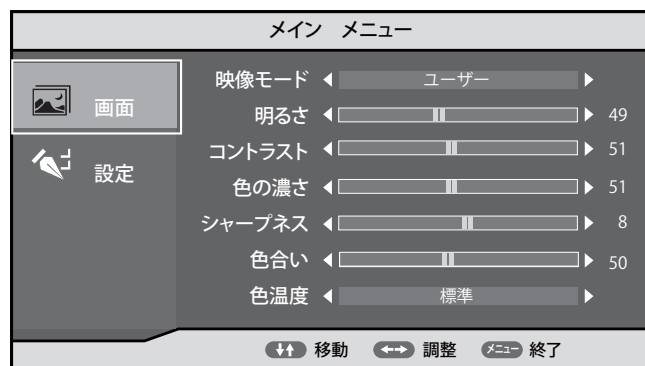 メイン メニュー
画面
設定
映像モード ユーザー
明るさ 49
コントラスト 51
色の濃さ 51
シャープネス 8
色合い 50
色温度 標準
移動 調整 メニュー 終了